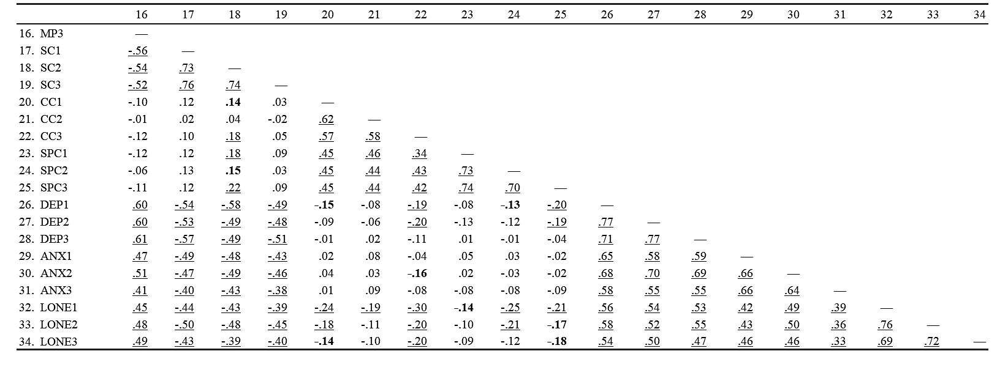 16 17 18 19 20 21 22 23 24 25 26 27 28 29 30 31 32 33 34
16. MP3 —
17. SC1 -.56 —
18. SC2 -.54 .73 —
19. SC3 -.52 .76 .74 —
20. CC1 -.10 .12 .14 .03 —
21. CC2 -.01 .02 .04 -.02 .62 —
22. CC3 -.12 .10 .18 .05 .57 .58 —
23. SPC1 -.12 .12 .18 .09 .45 .46 .34 —
24. SPC2 -.06 .13 .15 .03 .45 .44 .43 .73 —
25. SPC3 -.11 .12 .22 .09 .45 .44 .42 .74 .70 —
26. DEP1 .60 -.54 -.58 -.49 -.15 -.08 -.19 -.08 -.13 -.20 —
27. DEP2 .60 -.53 -.49 -.48 -.09 -.06 -.20 -.13 -.12 -.19 .77 —
28. DEP3 .61 -.57 -.49 -.51 -.01 .02 -.11 .01 -.01 -.04 .71 .77 —
29. ANX1 .47 -.49 -.48 -.43 .02 .08 -.04 .05 .03 -.02 .65 .58 .59 —
30. ANX2 .51 -.47 -.49 -.46 .04 .03 -.16 .02 -.03 -.02 .68 .70 .69 .66 —
31. ANX3 .41 -.40 -.43 -.38 .01 .09 -.08 -.08 -.08 -.09 .58 .55 .55 .66 .64 —
32. LONE1 .45 -.44 -.43 -.39 -.24 -.19 -.30 -.14 -.25 -.21 .56 .54 .53 .42 .49 .39 —
33. LONE2 .48 -.50 -.48 -.45 -.18 -.11 -.20 -.10 -.21 -.17 .58 .52 .55 .43 .50 .36 .76 —
34. LONE3 .49 -.43 -.39 -.40 -.14 -.10 -.20 -.09 -.12 -.18 .54 .50 .47 .46 .46 .33 .69 .72 —